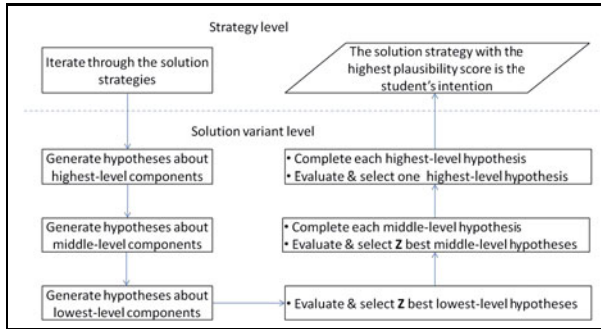 Strategy level
Iterate through the solution
strategies
The solution strategy with the
highest plausibility score is the
student's intention
Solution variant level
Generate hypotheses about
highest-level components
• Complete each highest-level hypothesis
• Evaluate & select one highest-level hypothesis
Generate hypotheses about
middle-level components
• Complete each middle-level hypothesis
• Evaluate & select Z best middle-level hypotheses
Generate hypotheses about
lowest-level components
• Evaluate & select Z best lowest-level hypotheses